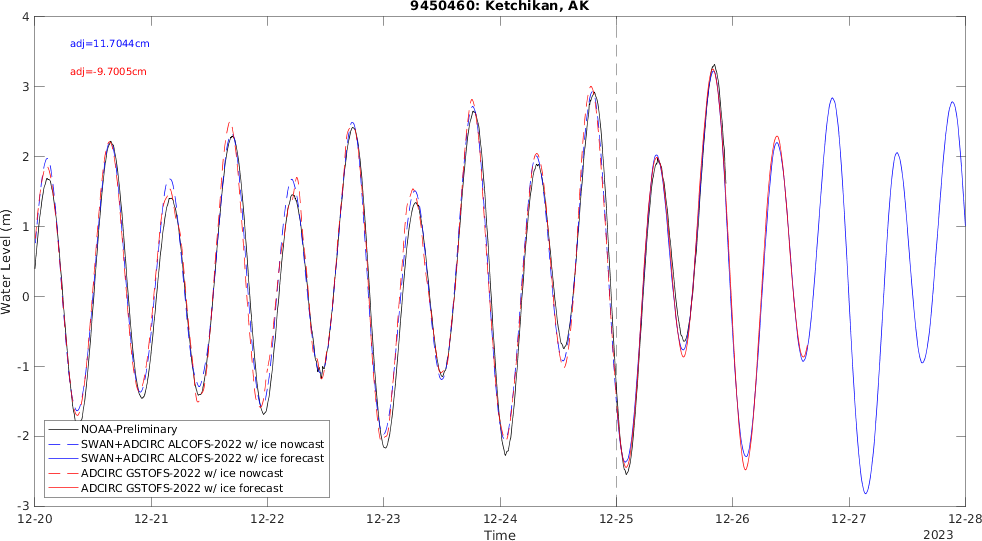 9450460: Ketchikan, AK
adj=11.7044cm
adj=-9.7005cm
Water Level (m)
4
3
2
1
0
-1
-2
-3
NOAA-Preliminary
SWAN+ADCIRC ALCOFS-2022 w/ ice nowcast
SWAN+ADCIRC ALCOFS-2022 w/ ice forecast
ADCIRC GSTOFS-2022 w/ ice nowcast
ADCIRC GSTOFS-2022 w/ ice forecast
12-20 12-21 12-22 12-23 12-24 12-25 12-26 12-27 12-28
Time
2023